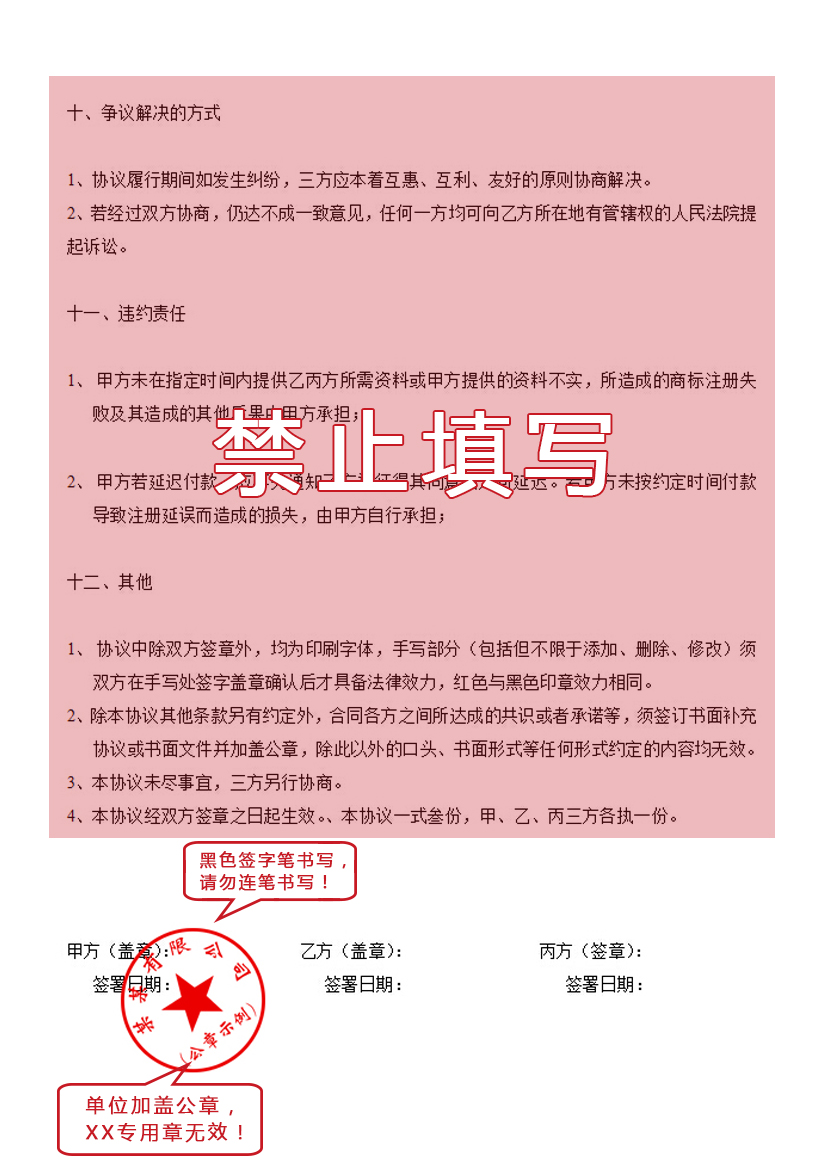 十、争议解决的方式
1、协议履行期间如发生纠纷，三方应本着互惠、互利、友好的原则协商解决。
2、若经过双方协商，仍达不成一致意见，任何一方均可向乙方所在地有管辖权的人民法院提
起诉讼。
十一、违约责任
1、 甲方未在指定时间内提供乙丙方所需资料或甲方提供的资料不实，所造成的商标注册失
败及其造成的其他后果由甲方承担；
禁止填写
2、 甲方若延迟付款 通知 征得其同意 延迟。若甲方未按约定时间付款
导致注册延误而造成的损失，由甲方自行承担；
十二、其他
1、 协议中除双方签章外，均为印刷字体，手写部分（包括但不限于添加、删除、修改）须
双方在手写处签字盖章确认后才具备法律效力，红色与黑色印章效力相同。
2、除本协议其他条款另有约定外，合同各方之间所达成的共识或者承诺等，须签订书面补充
协议或书面文件并加盖公章，除此以外的口头、书面形式等任何形式约定的内容均无效。
3、本协议未尽事宜，三方另行协商。
4、本协议经双方签章之日起生效。、本协议一式叁份，甲、乙、丙三方各执一份。
黑色签字笔书写，
请勿连笔书写！
甲方（盖章）： 乙方（盖章）： 丙方（签章）：
签署日期： 签署日期： 签署日期：
某某有限公司
（公章示例）
单位加盖公章，
XX专用章无效！